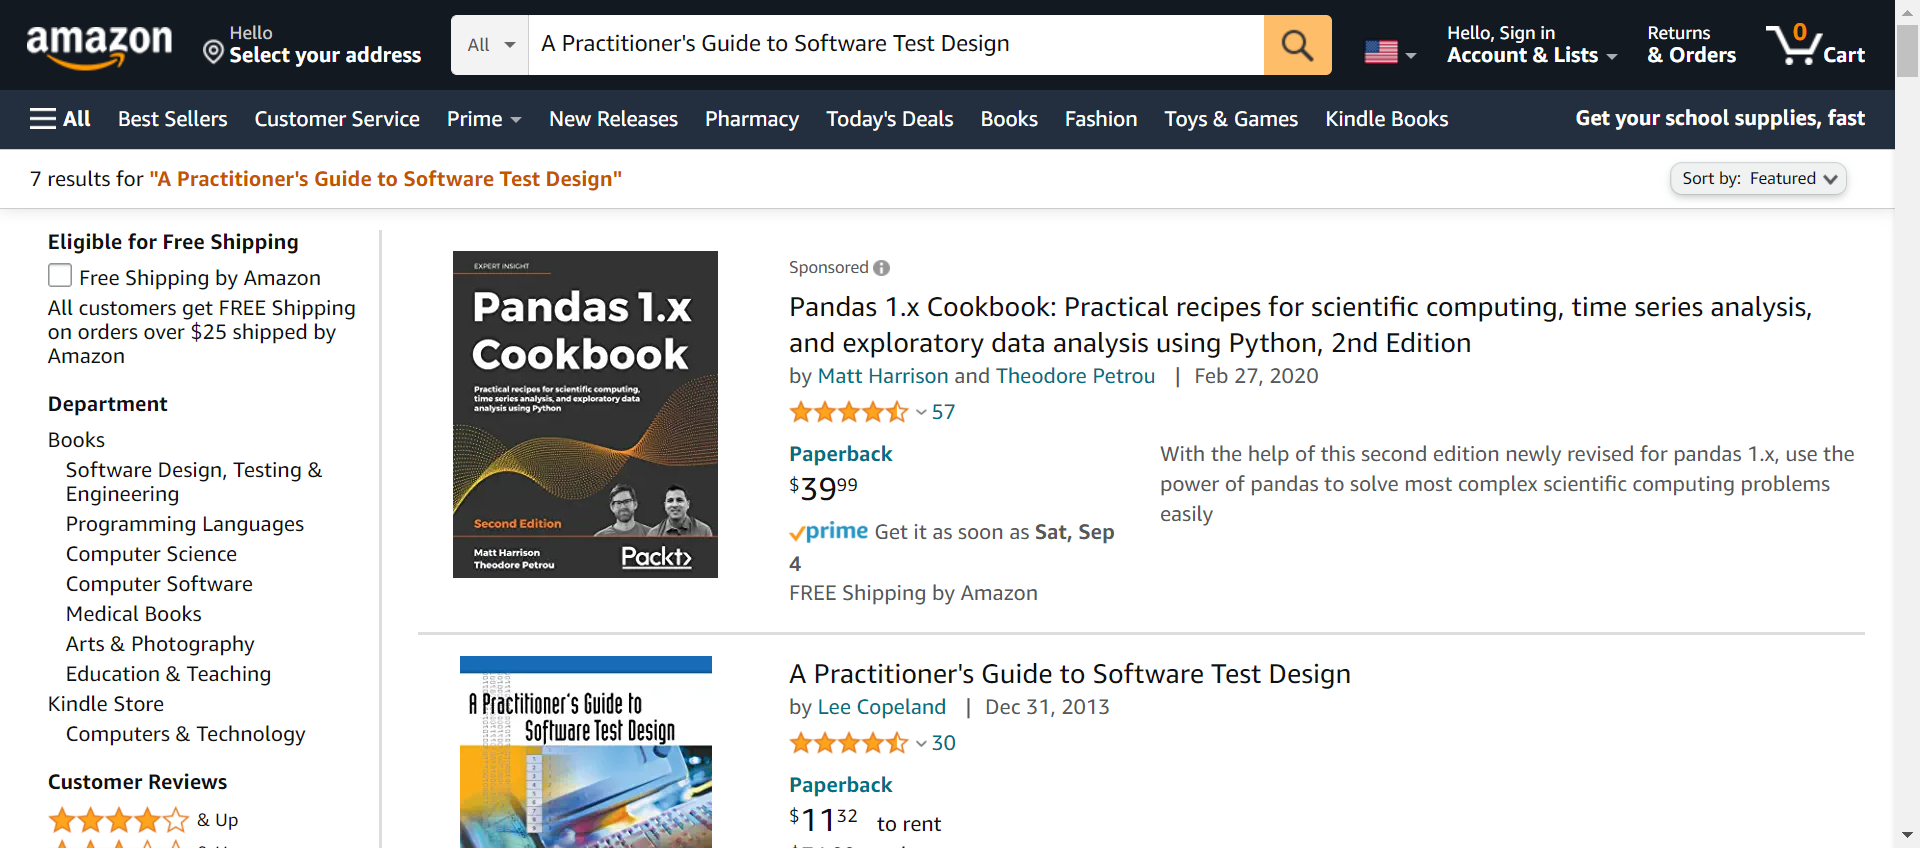 amazon
Hello
Select your address
All
A Practitioner's Guide to Software Test Design
Hello, Sign in
Account & Lists
Returns
& Orders
0
Cart
All
Best Sellers
Customer Service
Prime
New Releases
Pharmacy
Today's Deals
Books
Fashion
Toys & Games
Kindle Books
Get your school supplies, fast
7 results for "A Practitioner's Guide to Software Test Design"
Sort by: Featured
Eligible for Free Shipping
Free Shipping by Amazon
All customers get FREE Shipping
on orders over $25 shipped by
Amazon
Department
Books
Software Design, Testing &
Engineering
Programming Languages
Computer Science
Computer Software
Medical Books
Arts & Photography
Education & Teaching
Kindle Store
Computers & Technology
Customer Reviews
& Up
EXPERT INSIGHT
Pandas 1.x
Cookbook
Practical recipes for scientific computing,
time series analysis, and exploratory data
analysis using Python
Second Edition
Matt Harrison
Theodore Petrou
Packt>
Sponsored
Pandas 1.x Cookbook: Practical recipes for scientific computing, time series analysis,
and exploratory data analysis using Python, 2nd Edition
by Matt Harrison and Theodore Petrou | Feb 27, 2020
57
Paperback
$3999
prime Get it as soon as Sat, Sep
4
FREE Shipping by Amazon
With the help of this second edition newly revised for pandas 1.x, use the
power of pandas to solve most complex scientific computing problems
easily
A Practitioner's Guide to
Software Test Design
A Practitioner's Guide to Software Test Design
by Lee Copeland | Dec 31, 2013
30
Paperback
$1132 to rent